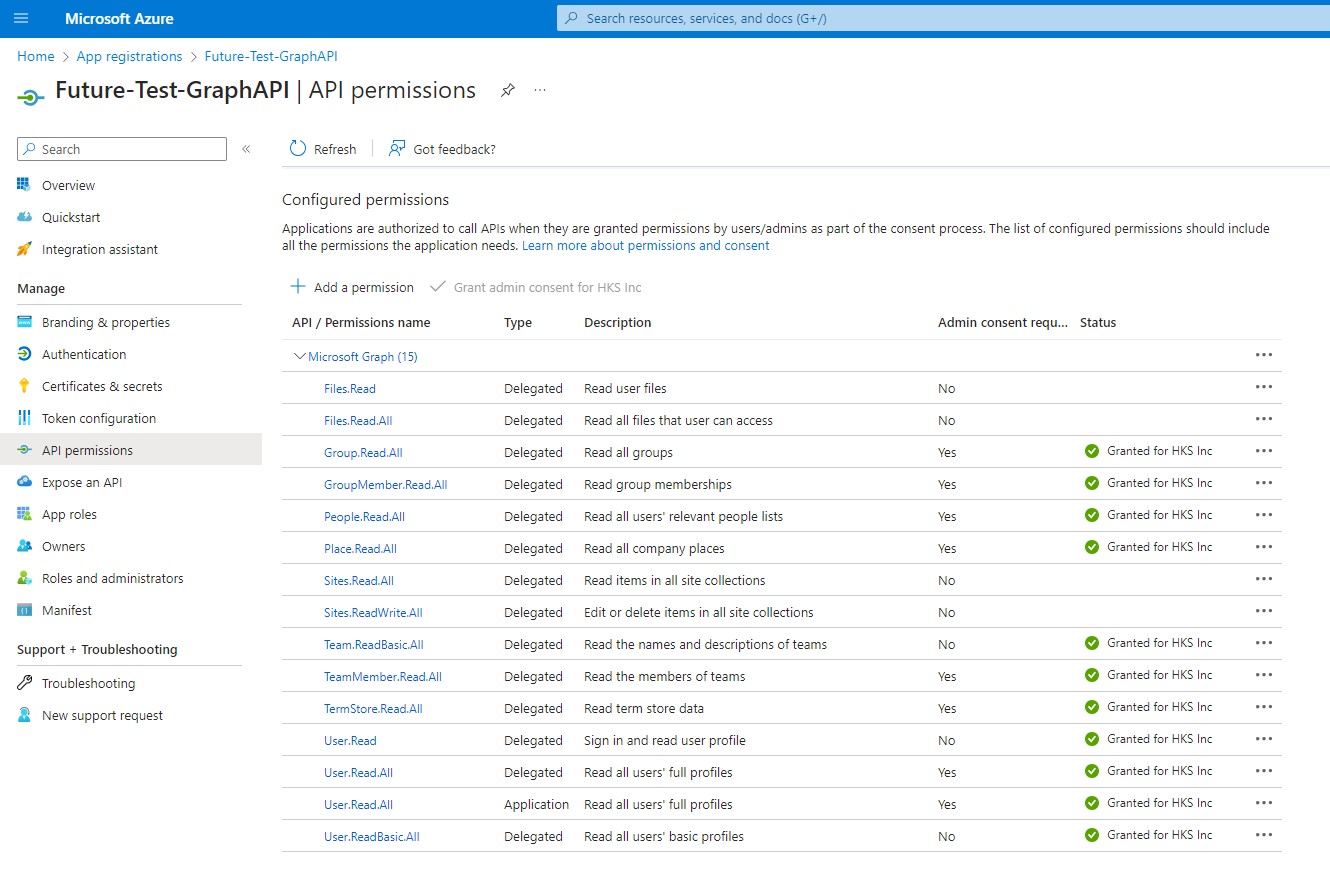 Microsoft Azure
Search resources, services, and docs (G+/)
Home > App registrations > Future-Test-GraphAPI
Future-Test-GraphAPI | API permissions
Search
Refresh
Got feedback?
Overview
Quickstart
Integration assistant
Manage
Branding & properties
Authentication
Certificates & secrets
Token configuration
API permissions
Expose an API
App roles
Owners
Roles and administrators
Manifest
Support + Troubleshooting
Troubleshooting
New support request
Configured permissions
Applications are authorized to call APIs when they are granted permissions by users/admins as part of the consent process. The list of configured permissions should include
all the permissions the application needs. Learn more about permissions and consent
Add a permission Grant admin consent for HKS Inc
API / Permissions name Type Description Admin consent requ... Status
Microsoft Graph (15)
Files.Read Delegated Read user files No
Files.Read.All Delegated Read all files that user can access No
Group.Read.All Delegated Read all groups Yes Granted for HKS Inc
GroupMember.Read.All Delegated Read group memberships Yes Granted for HKS Inc
People.Read.All Delegated Read all users' relevant people lists Yes Granted for HKS Inc
Place.Read.All Delegated Read all company places Yes Granted for HKS Inc
Sites.Read.All Delegated Read items in all site collections No
Sites.ReadWrite.All Delegated Edit or delete items in all site collections No
Team.ReadBasic.All Delegated Read the names and descriptions of teams No Granted for HKS Inc
TeamMember.Read.All Delegated Read the members of teams Yes Granted for HKS Inc
TermStore.Read.All Delegated Read term store data Yes Granted for HKS Inc
User.Read Delegated Sign in and read user profile No Granted for HKS Inc
User.Read.All Delegated Read all users' full profiles Yes Granted for HKS Inc
User.Read.All Application Read all users' full profiles Yes Granted for HKS Inc
User.ReadBasic.All Delegated Read all users' basic profiles No Granted for HKS Inc